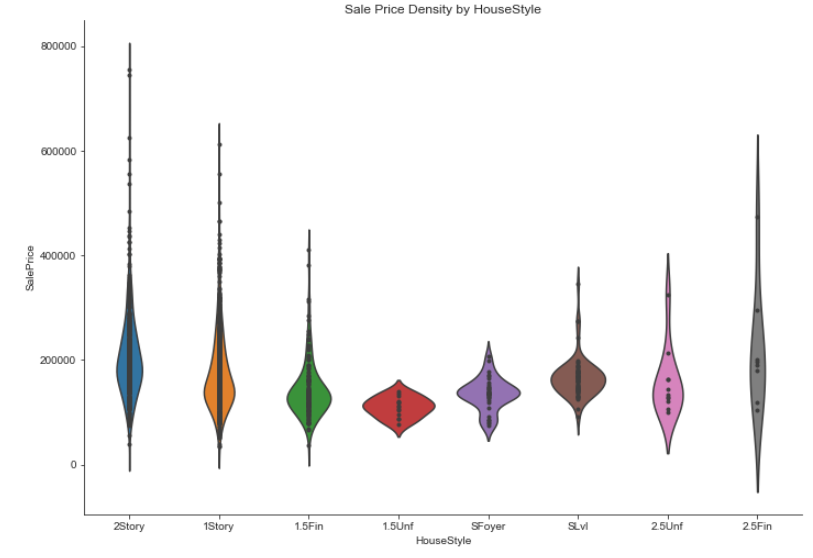 Sale Price Density by HouseStyle
800000
600000
400000
200000
0
SalePrice
2Story 1Story 1.5Fin 1.5Unf SFoyer SLvl 2.5Unf 2.5Fin
HouseStyle